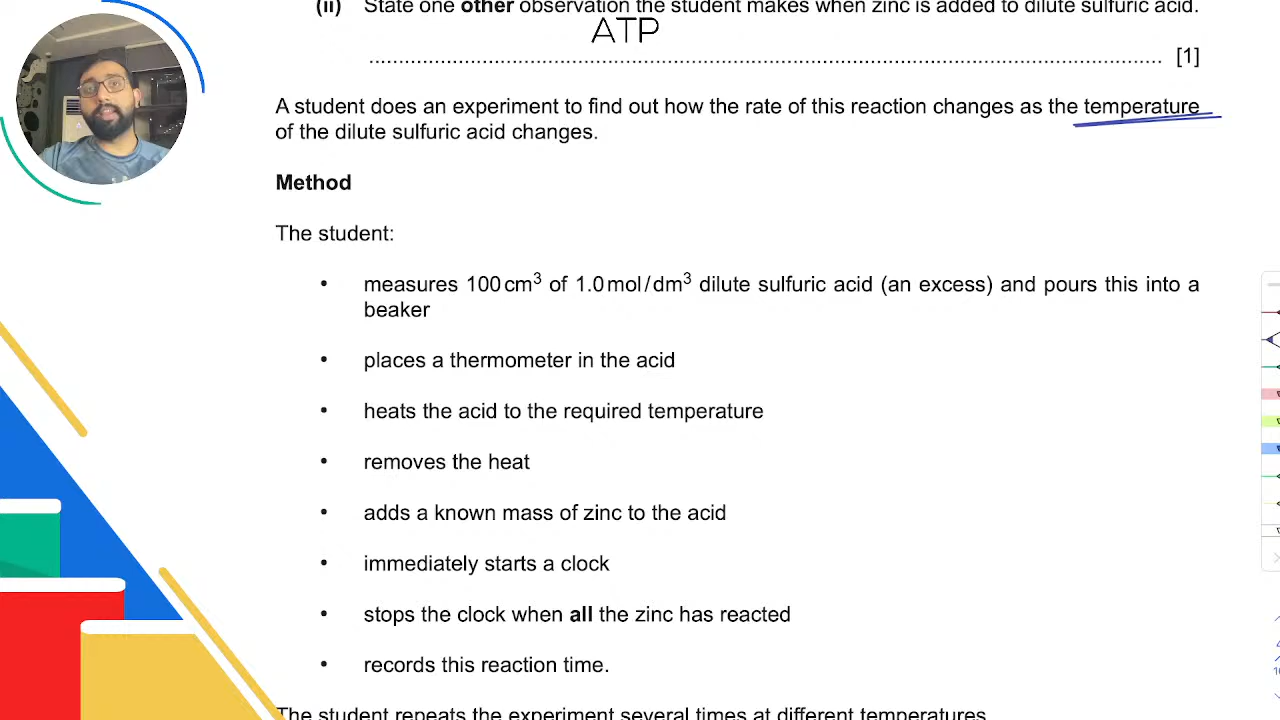 (ii) State one other observation the student makes when zinc is added to dilute sulfuric acid.
ATP
[1]
A student does an experiment to find out how the rate of this reaction changes as the temperature
of the dilute sulfuric acid changes.
Method
The student:
• measures 100 cm³ of 1.0 mol/dm³ dilute sulfuric acid (an excess) and pours this into a
beaker
• places a thermometer in the acid
• heats the acid to the required temperature
• removes the heat
• adds a known mass of zinc to the acid
• immediately starts a clock
• stops the clock when all the zinc has reacted
• records this reaction time.
The student repeats the experiment several times at different temperatures.